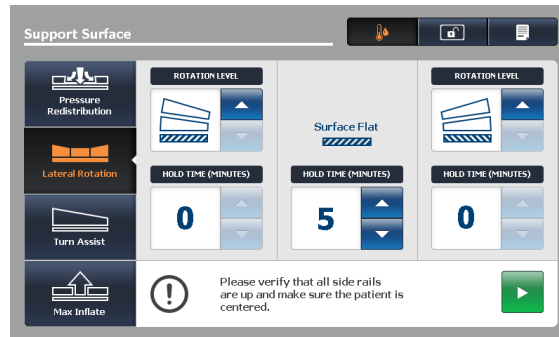 Support Surface
Pressure
Redistribution
Lateral Rotation
Turn Assist
Max Inflate
ROTATION LEVEL
Surface Flat
ROTATION LEVEL
HOLD TIME (MINUTES)
HOLD TIME (MINUTES)
HOLD TIME (MINUTES)
0
5
0
Please verify that all side rails
are up and make sure the patient is
centered.